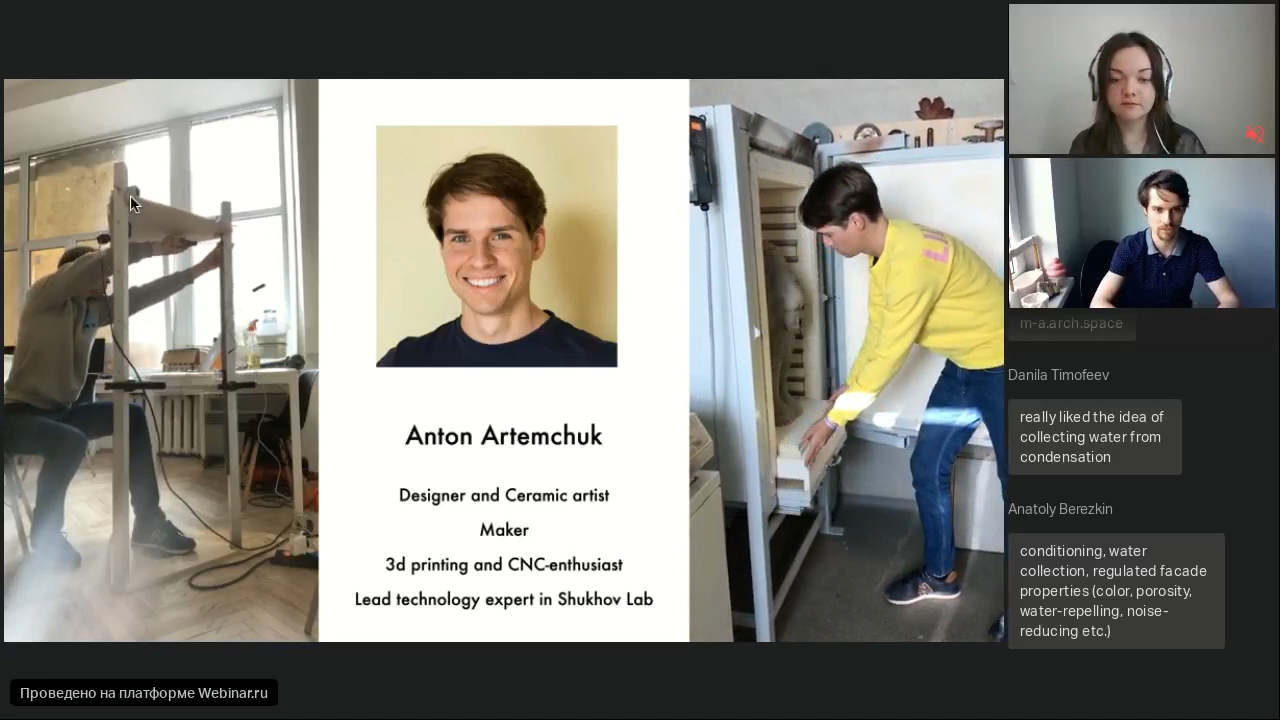 Anton Artemchuk
Designer and Ceramic artist
Maker
3d printing and CNC-enthusiast
Lead technology expert in Shukhov Lab
m-a.arch.space
Danila Timofeev
really liked the idea of
collecting water from
condensation
Anatoly Berezkin
conditioning, water
collection, regulated facade
properties (color, porosity,
water-repelling, noise-
reducing etc.)
Проведено на платформе Webinar.ru